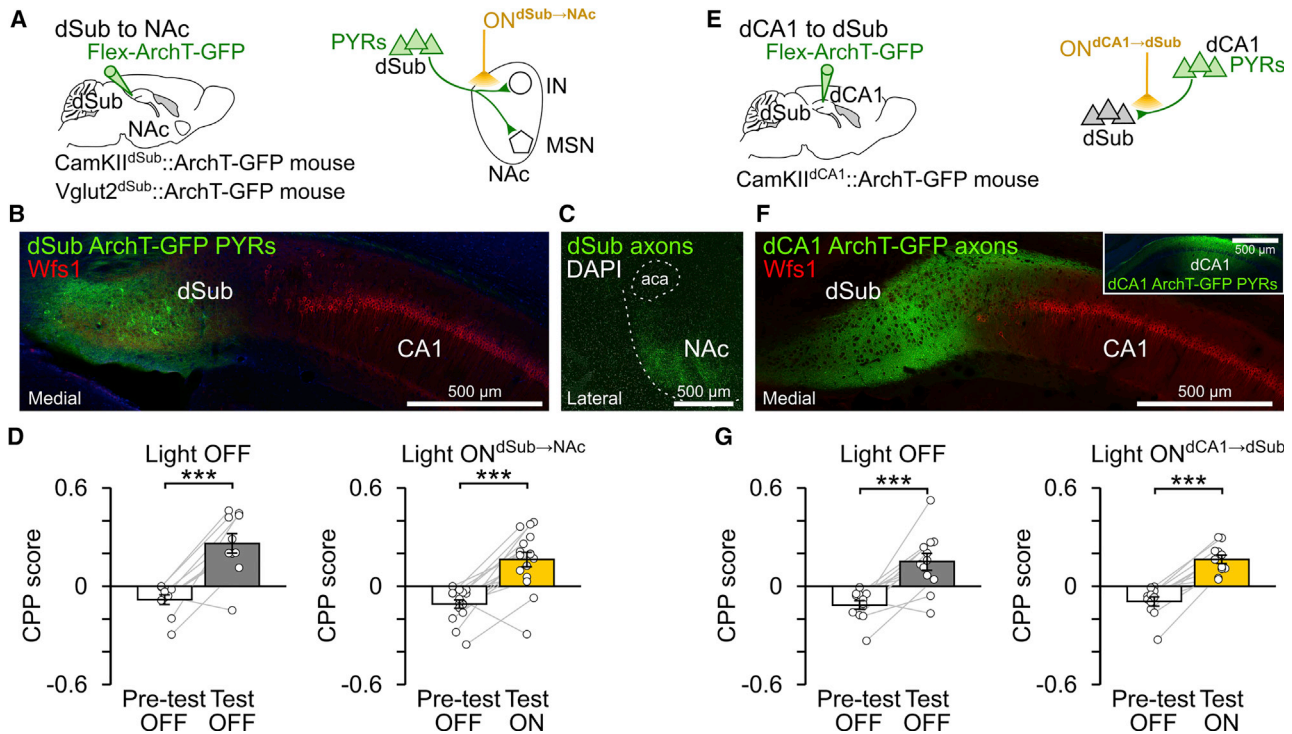 A
dSub to NAc
Flex-ArchT-GFP
dSub
NAc
CamKII^dSub::ArchT-GFP mouse
Vglut2^dSub::ArchT-GFP mouse
ON^dSub→NAc
PYRs
dSub
IN
MSN
NAc
E
dCA1 to dSub
Flex-ArchT-GFP
dSub
dCA1
CamKII^dCA1::ArchT-GFP mouse
ON^dCA1→dSub
dCA1
PYRs
dSub
B
dSub ArchT-GFP PYRs
Wfs1
dSub
CA1
Medial
500 µm
C
dSub axons
DAPI
aca
NAc
Lateral
500 µm
F
dCA1 ArchT-GFP axons
Wfs1
dSub
CA1
Medial
500 µm
500 µm
dCA1
dCA1 ArchT-GFP PYRs
D
Light OFF
***
CPP score
0.6
0
-0.6
Pre-test Test
OFF OFF
Light ON^dSub→NAc
***
CPP score
0.6
0
-0.6
Pre-test Test
OFF ON
G
Light OFF
***
CPP score
0.6
0
-0.6
Pre-test Test
OFF OFF
Light ON^dCA1→dSub
***
CPP score
0.6
0
-0.6
Pre-test Test
OFF ON